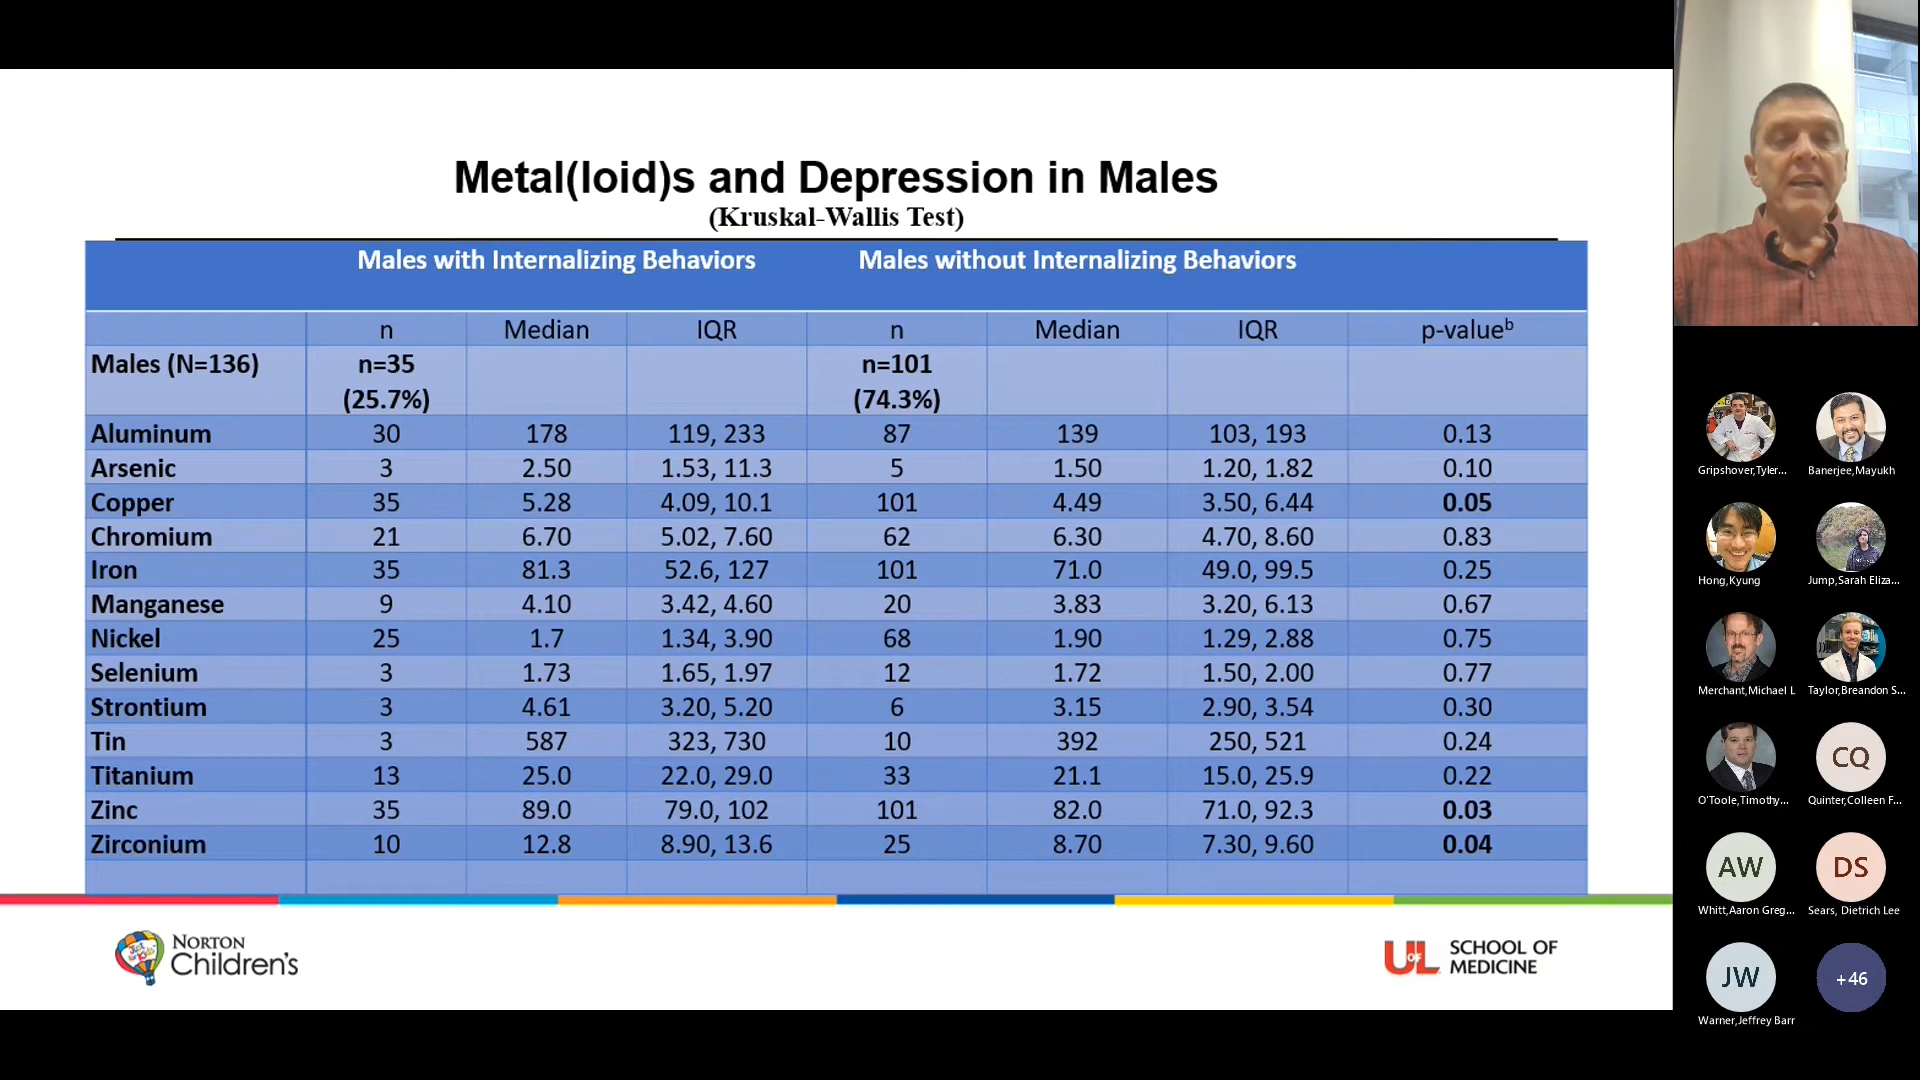 Metal(loid)s and Depression in Males
(Kruskal-Wallis Test)
Males with Internalizing Behaviors Males without Internalizing Behaviors
n Median IQR n Median IQR p-valueᵇ
Males (N=136) n=35 (25.7%) n=101 (74.3%)
Aluminum 30 178 119, 233 87 139 103, 193 0.13
Arsenic 3 2.50 1.53, 11.3 5 1.50 1.20, 1.82 0.10
Copper 35 5.28 4.09, 10.1 101 4.49 3.50, 6.44 0.05
Chromium 21 6.70 5.02, 7.60 62 6.30 4.70, 8.60 0.83
Iron 35 81.3 52.6, 127 101 71.0 49.0, 99.5 0.25
Manganese 9 4.10 3.42, 4.60 20 3.83 3.20, 6.13 0.67
Nickel 25 1.7 1.34, 3.90 68 1.90 1.29, 2.88 0.75
Selenium 3 1.73 1.65, 1.97 12 1.72 1.50, 2.00 0.77
Strontium 3 4.61 3.20, 5.20 6 3.15 2.90, 3.54 0.30
Tin 3 587 323, 730 10 392 250, 521 0.24
Titanium 13 25.0 22.0, 29.0 33 21.1 15.0, 25.9 0.22
Zinc 35 89.0 79.0, 102 101 82.0 71.0, 92.3 0.03
Zirconium 10 12.8 8.90, 13.6 25 8.70 7.30, 9.60 0.04
Just for Kids
NORTON
Children's
UofL SCHOOL OF
MEDICINE
Gripshover,Tyler... Banerjee,Mayukh
Hong,Kyung Jump,Sarah Eliza...
Merchant,Michael L Taylor,Breandon S...
O'Toole,Timothy... CQ
Quinter,Colleen F...
AW DS
Whitt,Aaron Greg... Sears, Dietrich Lee
JW +46
Warner,Jeffrey Barr